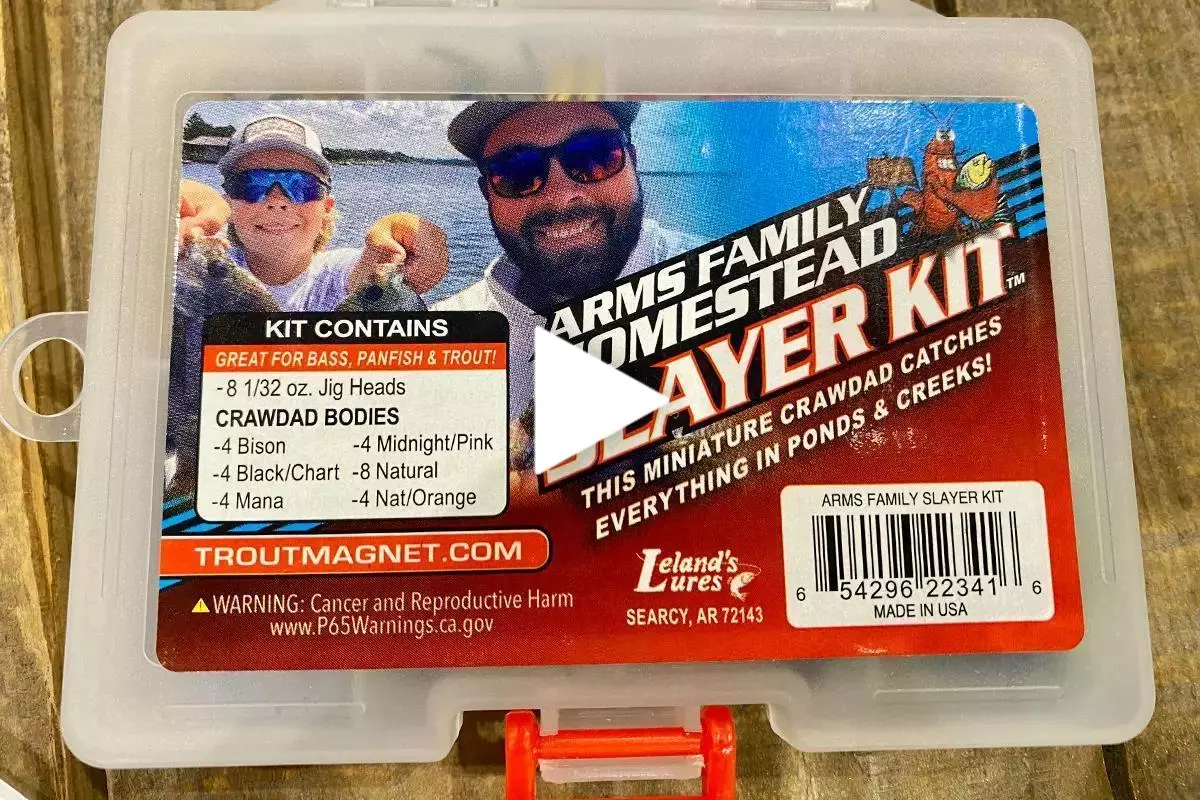 ARMS FAMILY
HOMESTEAD
SLAYER KIT™
THIS MINIATURE CRAWDAD CATCHES
EVERYTHING IN PONDS & CREEKS!
KIT CONTAINS
GREAT FOR BASS, PANFISH & TROUT!
-8 1/32 oz. Jig Heads
CRAWDAD BODIES
-4 Bison -4 Midnight/Pink
-4 Black/Chart -8 Natural
-4 Mana -4 Nat/Orange
TROUTMAGNET.COM
WARNING: Cancer and Reproductive Harm
www.P65Warnings.ca.gov
Leland's
Lures
SEARCY, AR 72143
ARMS FAMILY SLAYER KIT
6 54296 22341 6
MADE IN USA